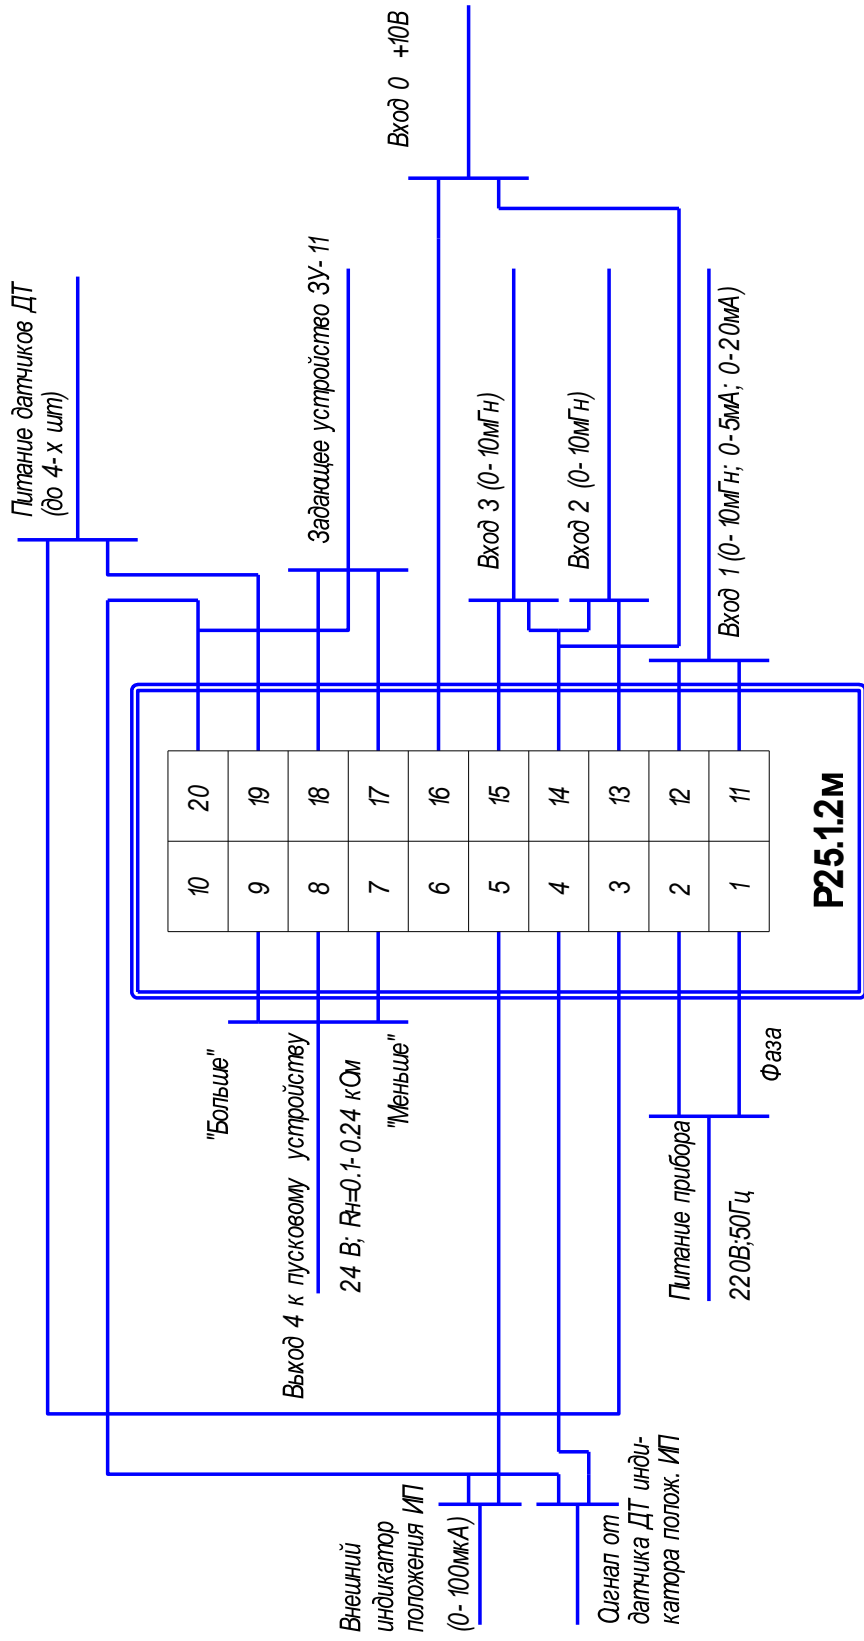 Питание датчиков ДТ
(до 4-х шт)
Задающее устройство ЗУ-11
Вход 0 +10В
Вход 3 (0-10мГн)
Вход 2 (0-10мГн)
Вход 1 (0-10мГн; 0-5мА; 0-20мА)
10 20
9 19
8 18
7 17
6 16
5 15
4 14
3 13
2 12
1 11
Р25.1.2м
"Больше"
Выход 4 к пусковому устройству
24 В; Rн=0.1-0.24 кОм
"Меньше"
Фаза
Питание прибора
220В;50Гц
Внешний
индикатор
положения ИП
(0-100мкА)
Сигнал от
датчика ДТ инди-
катора полож. ИП